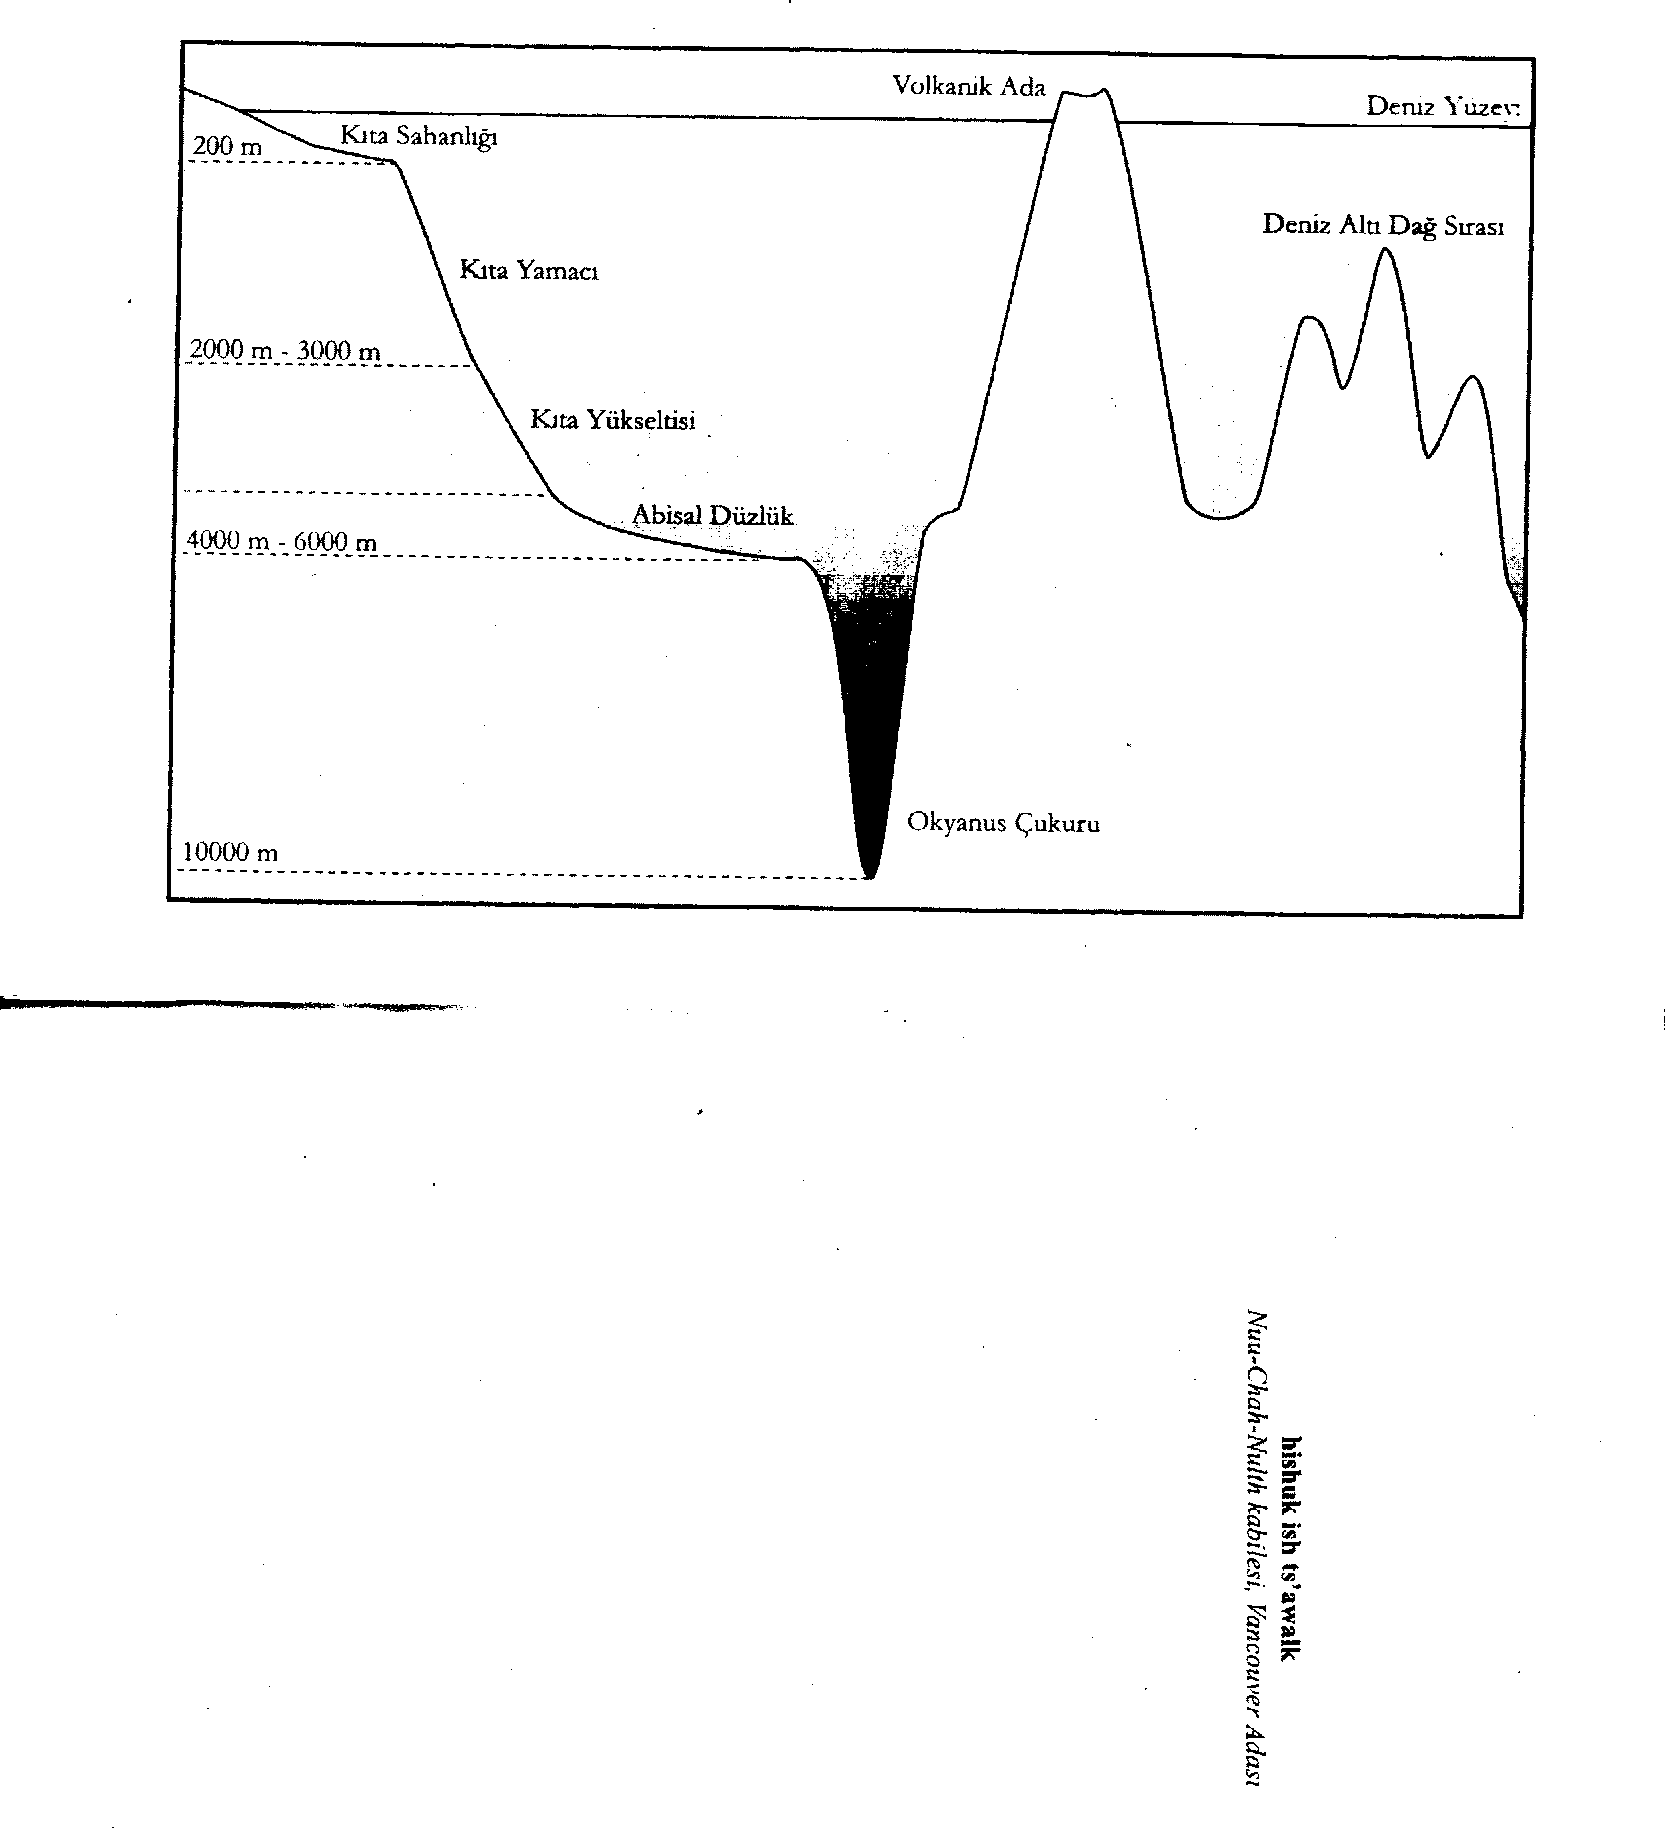 Volkanik Ada
Deniz Yüzeyi
Kıta Sahanlığı
200 m
Deniz Altı Dağ Sırası
Kıta Yamacı
2000 m - 3000 m
Kıta Yükseltisi
Abisal Düzlük
4000 m - 6000 m
Okyanus Çukuru
10000 m
hishuk ish ts'awalk
Nuu-Chah-Nulth kabilesi, Vancouver Adası